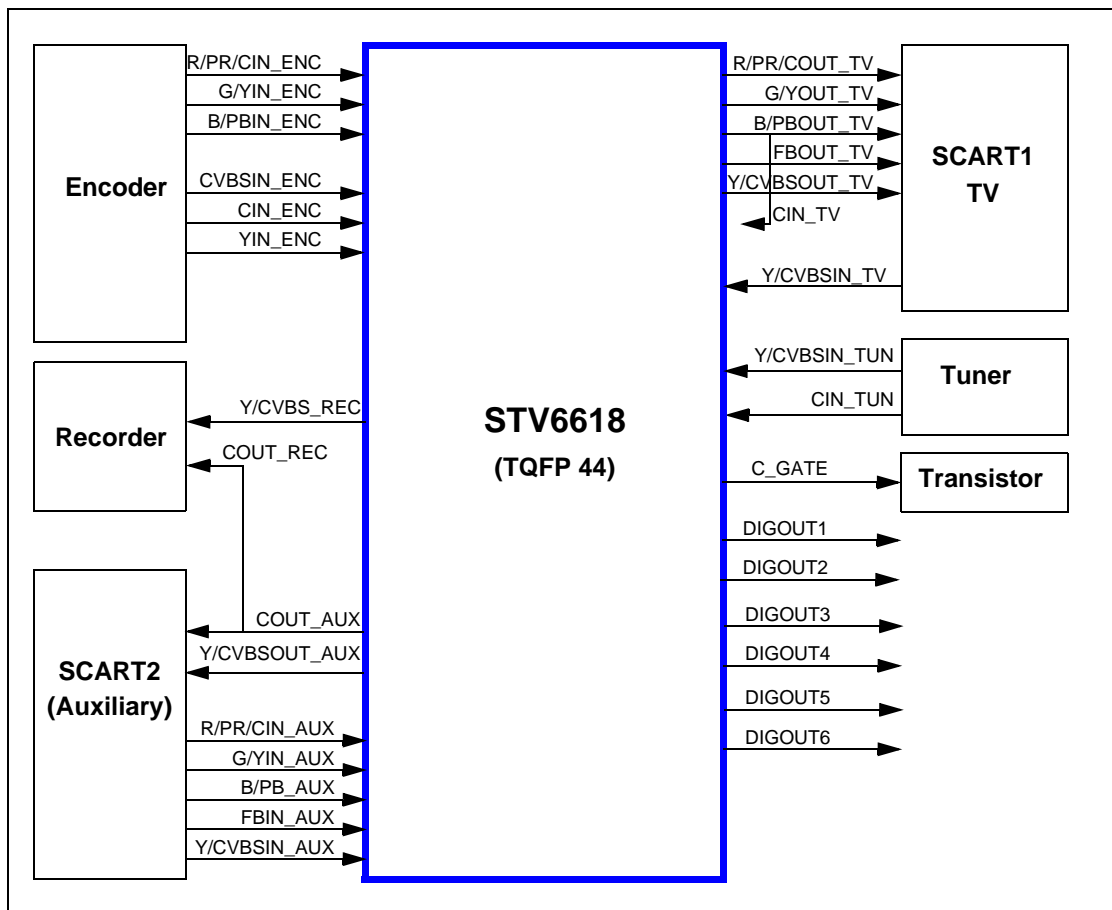 R/PR/CIN_ENC
G/YIN_ENC
B/PBIN_ENC
Encoder
CVBSIN_ENC
CIN_ENC
YIN_ENC
Recorder
Y/CVBS_REC
COUT_REC
SCART2
(Auxiliary)
COUT_AUX
Y/CVBSOUT_AUX
R/PR/CIN_AUX
G/YIN_AUX
B/PB_AUX
FBIN_AUX
Y/CVBSIN_AUX
STV6618
(TQFP 44)
R/PR/COUT_TV
G/YOUT_TV
B/PBOUT_TV
FBOUT_TV
Y/CVBSOUT_TV
CIN_TV
Y/CVBSIN_TV
SCART1
TV
Y/CVBSIN_TUN
CIN_TUN
Tuner
C_GATE
Transistor
DIGOUT1
DIGOUT2
DIGOUT3
DIGOUT4
DIGOUT5
DIGOUT6